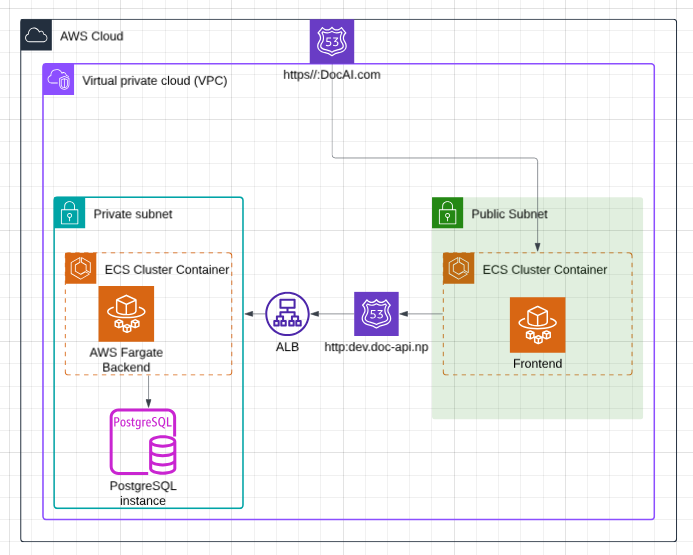 AWS Cloud
53
https//:DocAI.com
Virtual private cloud (VPC)
Private subnet
Public Subnet
ECS Cluster Container
ECS Cluster Container
AWS Fargate
Backend
ALB
53
http:dev.doc-api.np
Frontend
PostgreSQL
PostgreSQL
instance